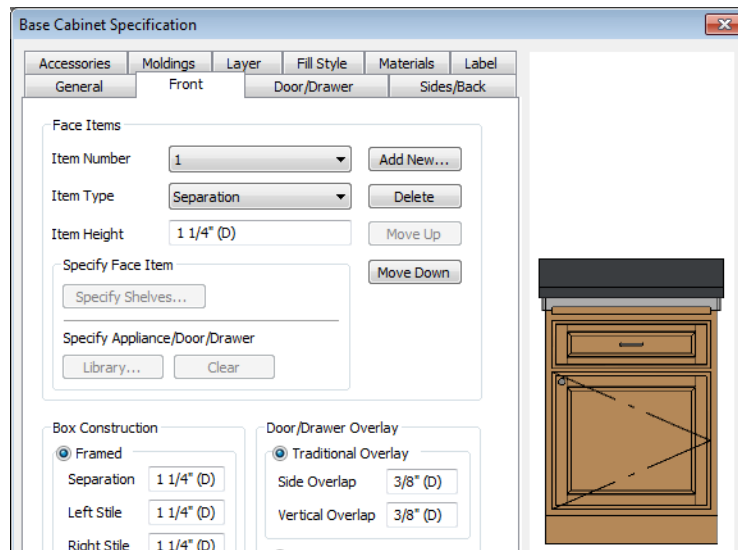 Base Cabinet Specification
Accessories Moldings Layer Fill Style Materials Label
General Front Door/Drawer Sides/Back
Face Items
Item Number 1 Add New...
Item Type Separation Delete
Item Height 1 1/4" (D) Move Up
Specify Face Item Move Down
Specify Shelves...
Specify Appliance/Door/Drawer
Library... Clear
Box Construction Door/Drawer Overlay
Framed Traditional Overlay
Separation 1 1/4" (D) Side Overlap 3/8" (D)
Left Stile 1 1/4" (D) Vertical Overlap 3/8" (D)
Right Stile 1 1/4" (D)